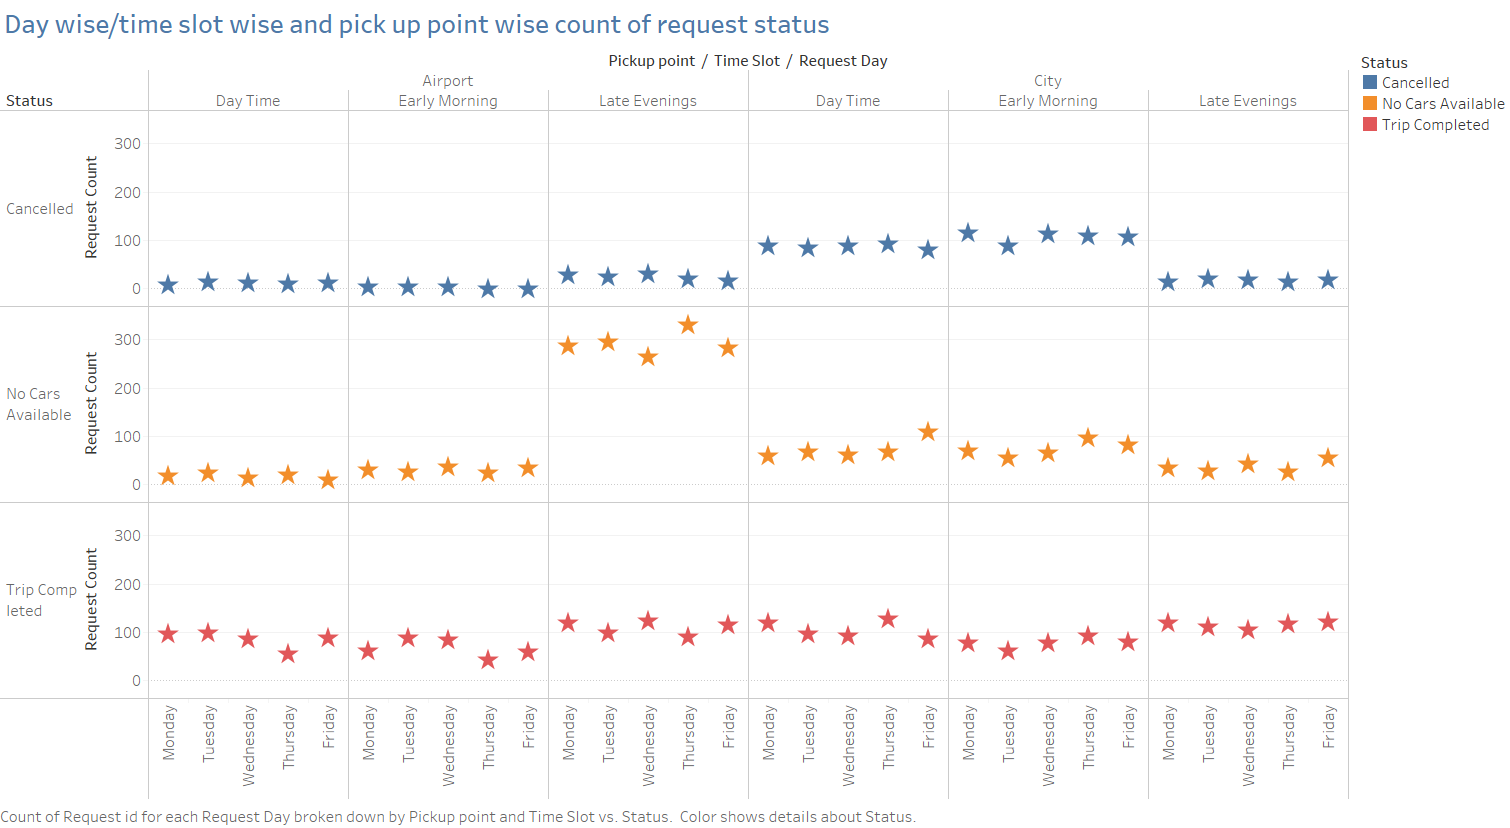 Day wise/time slot wise and pick up point wise count of request status
Pickup point / Time Slot / Request Day
Airport
City
Status
Day Time
Early Morning
Late Evenings
Day Time
Early Morning
Late Evenings
Status
Cancelled
No Cars Available
Trip Completed
Cancelled
Request Count
300
200
100
0
No Cars
Available
Request Count
300
200
100
0
Trip Comp
leted
Request Count
300
200
100
0
Monday
Tuesday
Wednesday
Thursday
Friday
Monday
Tuesday
Wednesday
Thursday
Friday
Monday
Tuesday
Wednesday
Thursday
Friday
Monday
Tuesday
Wednesday
Thursday
Friday
Monday
Tuesday
Wednesday
Thursday
Friday
Monday
Tuesday
Wednesday
Thursday
Friday
Count of Request id for each Request Day broken down by Pickup point and Time Slot vs. Status.  Color shows details about Status.